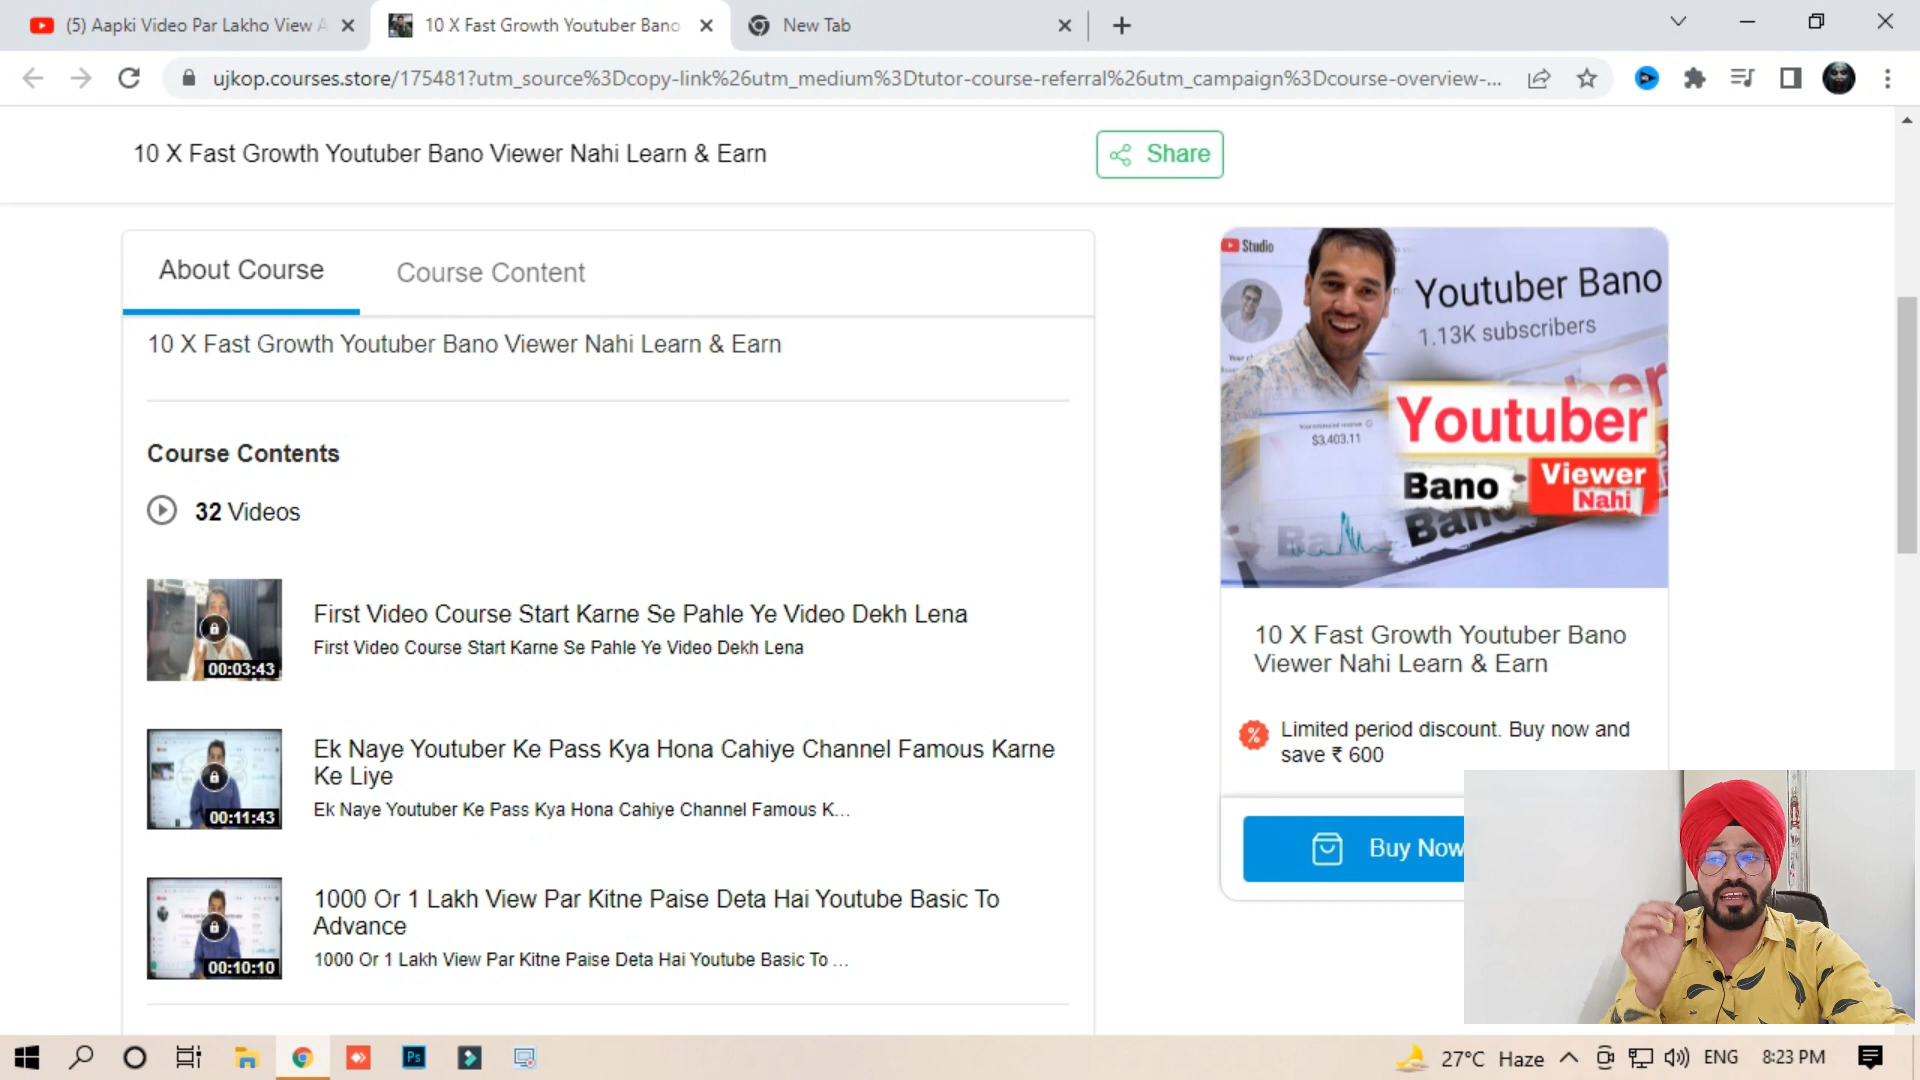 (5) Aapki Video Par Lakho View A
10 X Fast Growth Youtuber Bano
New Tab
ujkop.courses.store/175481?utm_source%3Dcopy-link%26utm_medium%3Dtutor-course-referral%26utm_campaign%3Dcourse-overview-...
10 X Fast Growth Youtuber Bano Viewer Nahi Learn & Earn
Share
About Course
Course Content
10 X Fast Growth Youtuber Bano Viewer Nahi Learn & Earn
Course Contents
32 Videos
00:03:43
First Video Course Start Karne Se Pahle Ye Video Dekh Lena
First Video Course Start Karne Se Pahle Ye Video Dekh Lena
00:11:43
Ek Naye Youtuber Ke Pass Kya Hona Cahiye Channel Famous Karne
Ke Liye
Ek Naye Youtuber Ke Pass Kya Hona Cahiye Channel Famous K...
00:10:10
1000 Or 1 Lakh View Par Kitne Paise Deta Hai Youtube Basic To
Advance
1000 Or 1 Lakh View Par Kitne Paise Deta Hai Youtube Basic To ...
Studio
Youtuber Bano
1.13K subscribers
$3,403.11
Youtuber
Bano
Viewer
Nahi
Bano
10 X Fast Growth Youtuber Bano
Viewer Nahi Learn & Earn
Limited period discount. Buy now and
save ₹ 600
Buy Now
Ps
27°C Haze
ENG
8:23 PM